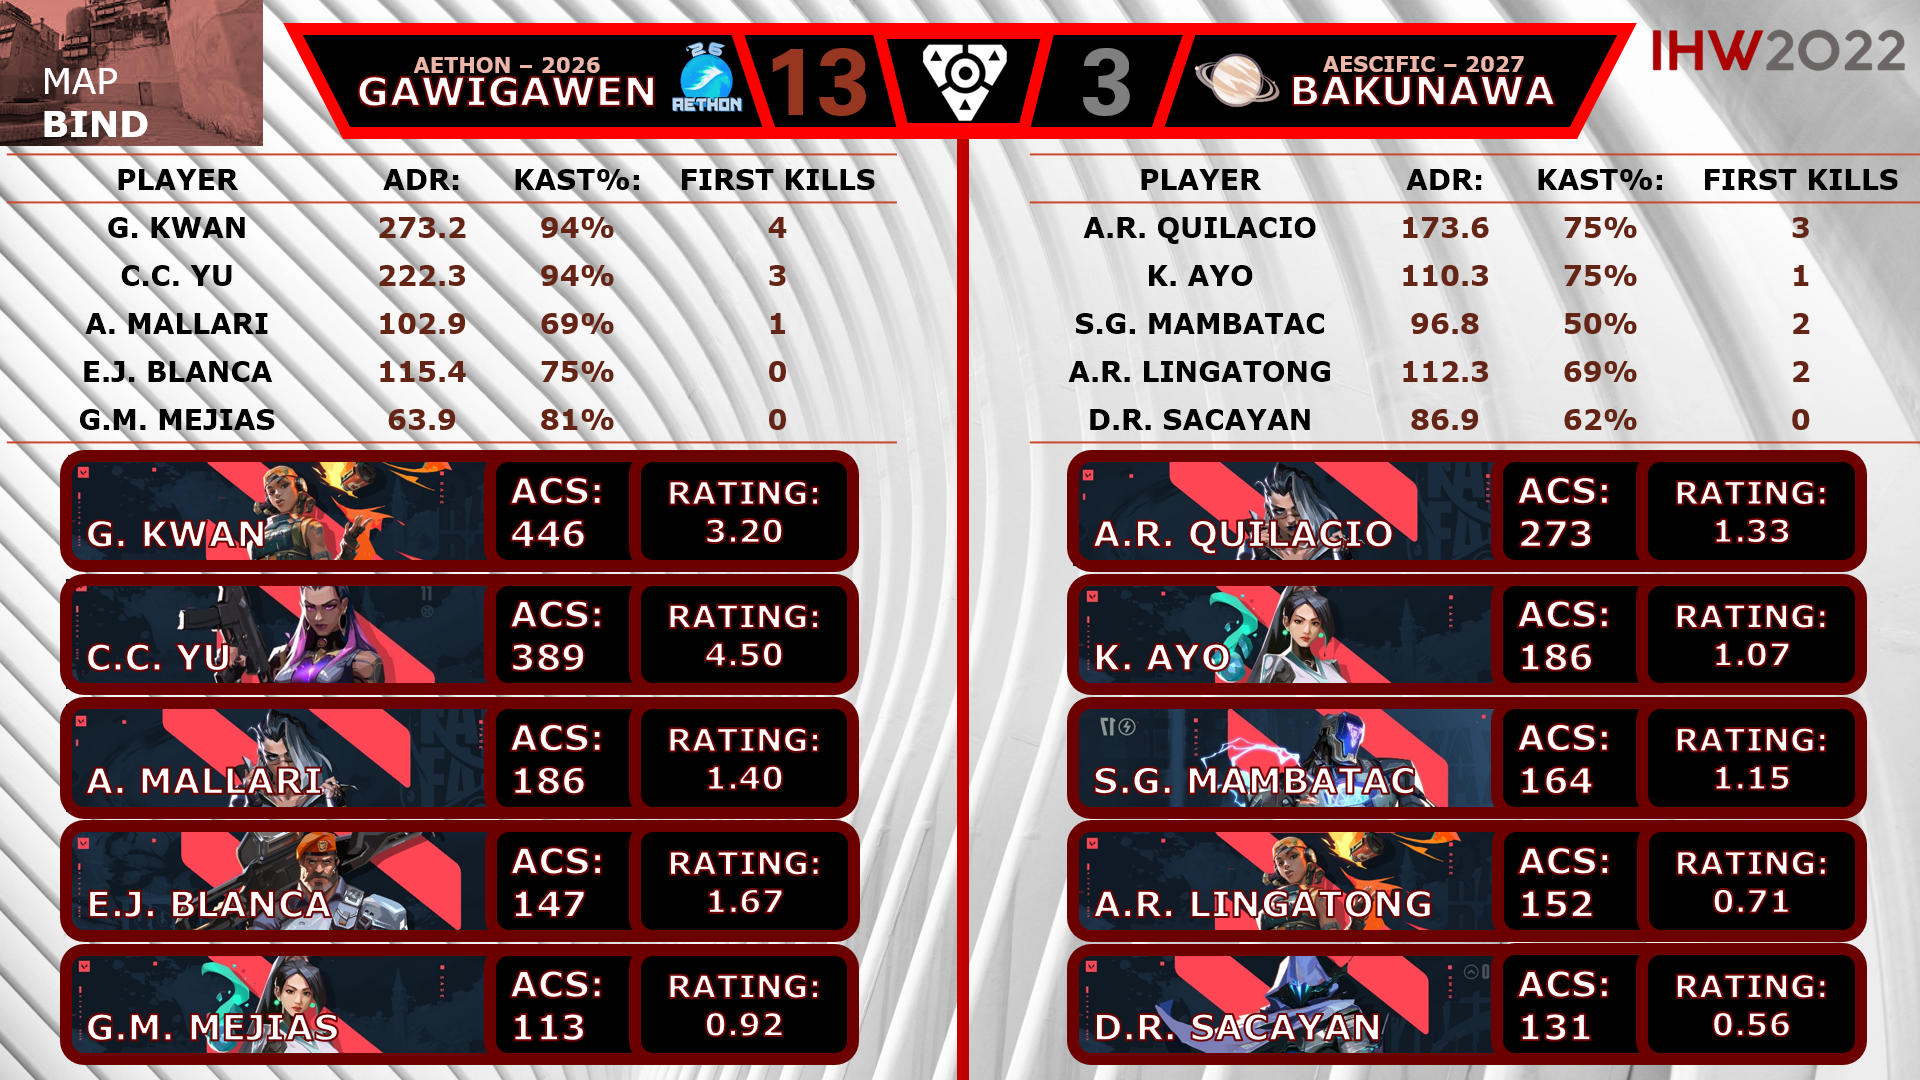 MAP
BIND
AETHON – 2026
GAWIGAWEN
26
AETHON
13
3
AESCIFIC – 2027
BAKUNAWA
IHW2022
PLAYER ADR: KAST%: FIRST KILLS
G. KWAN 273.2 94% 4
C.C. YU 222.3 94% 3
A. MALLARI 102.9 69% 1
E.J. BLANCA 115.4 75% 0
G.M. MEJIAS 63.9 81% 0
PLAYER ADR: KAST%: FIRST KILLS
A.R. QUILACIO 173.6 75% 3
K. AYO 110.3 75% 1
S.G. MAMBATAC 96.8 50% 2
A.R. LINGATONG 112.3 69% 2
D.R. SACAYAN 86.9 62% 0
G. KWAN
ACS:
446
RATING:
3.20
C.C. YU
ACS:
389
RATING:
4.50
A. MALLARI
ACS:
186
RATING:
1.40
E.J. BLANCA
ACS:
147
RATING:
1.67
G.M. MEJIAS
ACS:
113
RATING:
0.92
A.R. QUILACIO
ACS:
273
RATING:
1.33
K. AYO
ACS:
186
RATING:
1.07
S.G. MAMBATAC
ACS:
164
RATING:
1.15
A.R. LINGATONG
ACS:
152
RATING:
0.71
D.R. SACAYAN
ACS:
131
RATING:
0.56